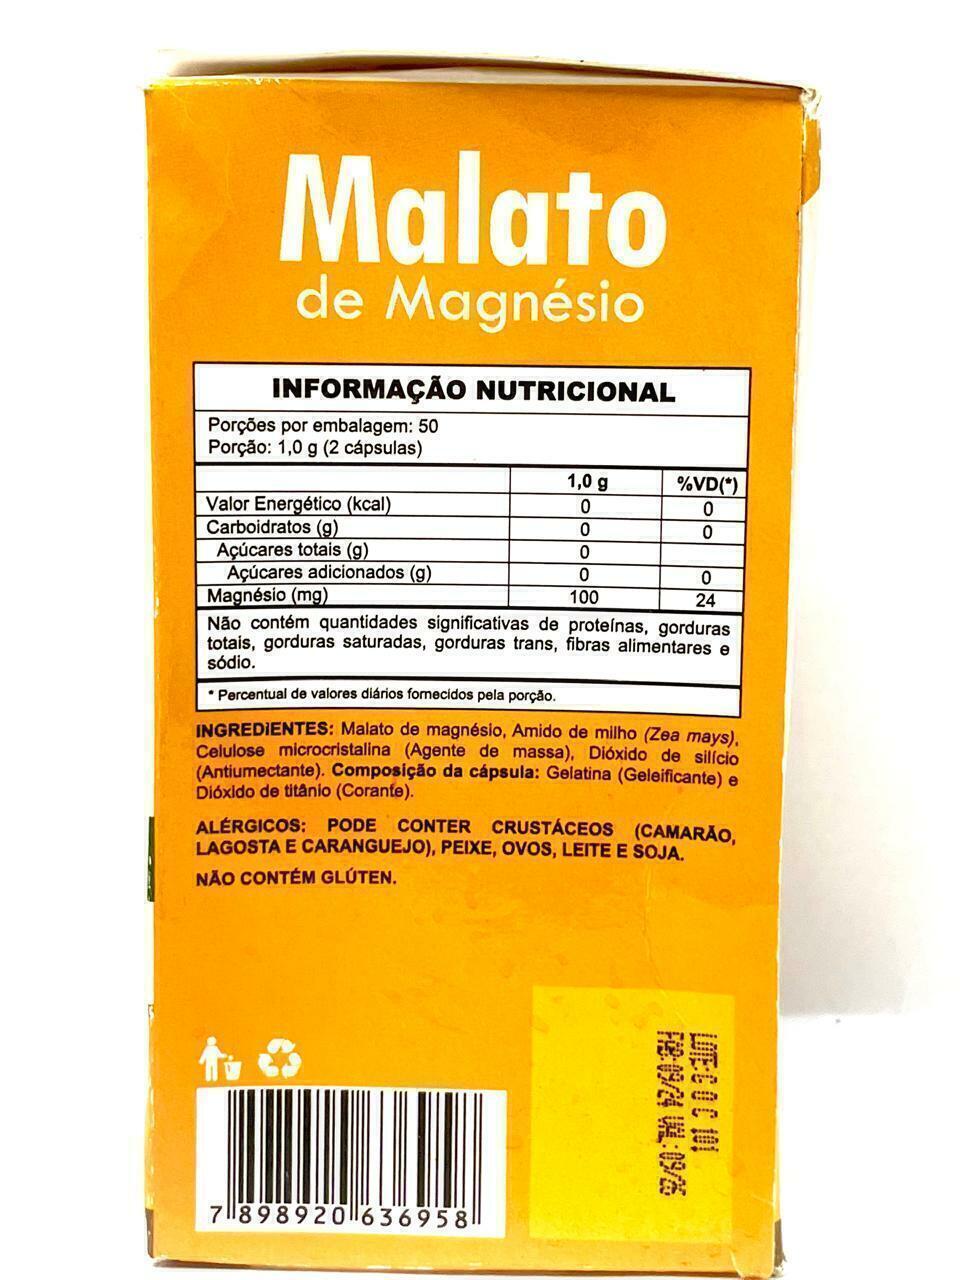 Malato
de Magnésio
INFORMAÇÃO NUTRICIONAL
Porções por embalagem: 50
Porção: 1,0 g (2 cápsulas)
1,0 g %VD(*)
Valor Energético (kcal) 0 0
Carboidratos (g) 0 0
Açúcares totais (g) 0
Açúcares adicionados (g) 0 0
Magnésio (mg) 100 24
Não contém quantidades significativas de proteínas, gorduras
totais, gorduras saturadas, gorduras trans, fibras alimentares e
sódio.
* Percentual de valores diários fornecidos pela porção.
INGREDIENTES: Malato de magnésio, Amido de milho (Zea mays),
Celulose microcristalina (Agente de massa), Dióxido de silício
(Antiumectante). Composição da cápsula: Gelatina (Geleificante) e
Dióxido de titânio (Corante).
ALÉRGICOS: PODE CONTER CRUSTÁCEOS (CAMARÃO,
LAGOSTA E CARANGUEJO), PEIXE, OVOS, LEITE E SOJA.
NÃO CONTÉM GLÚTEN.
FAB:09/24 VAL:09/26
7 898920 636958